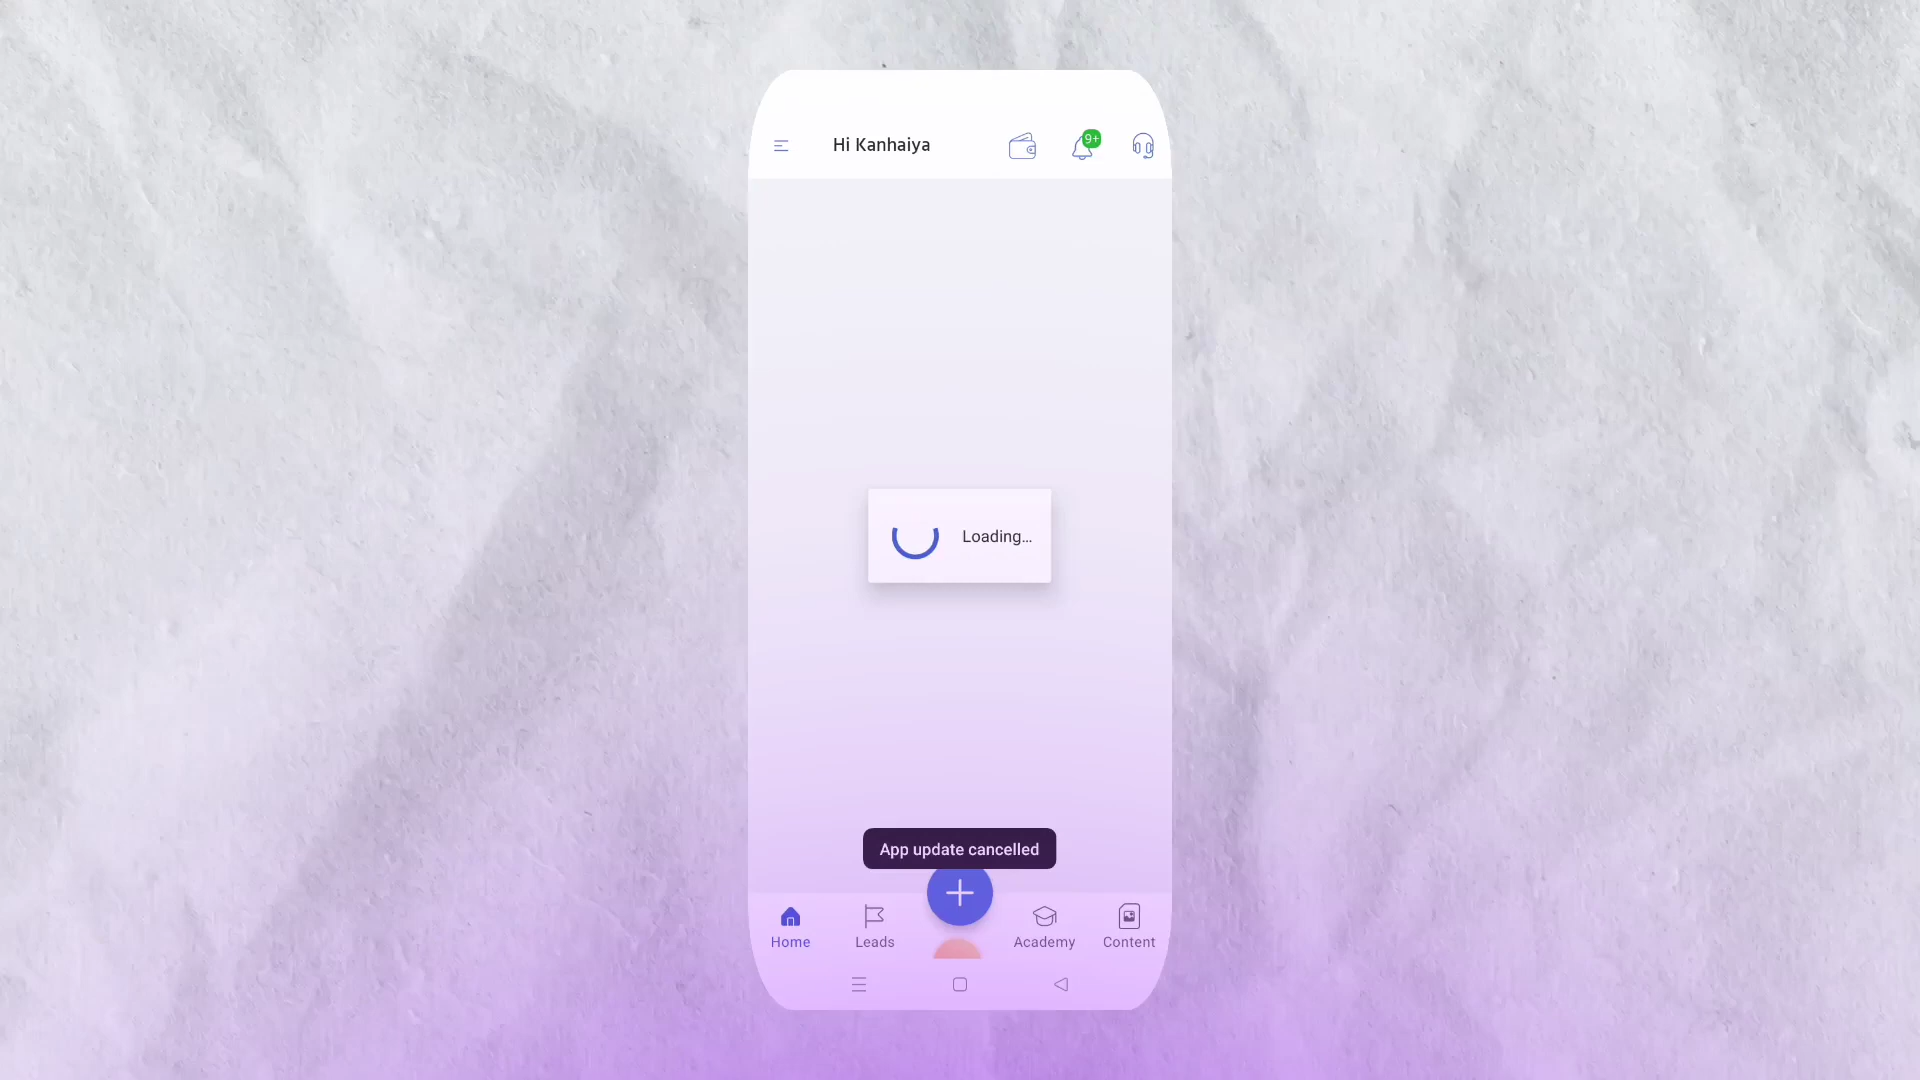 Hi Kanhaiya
9+
Loading...
App update cancelled
Home
Leads
Academy
Content